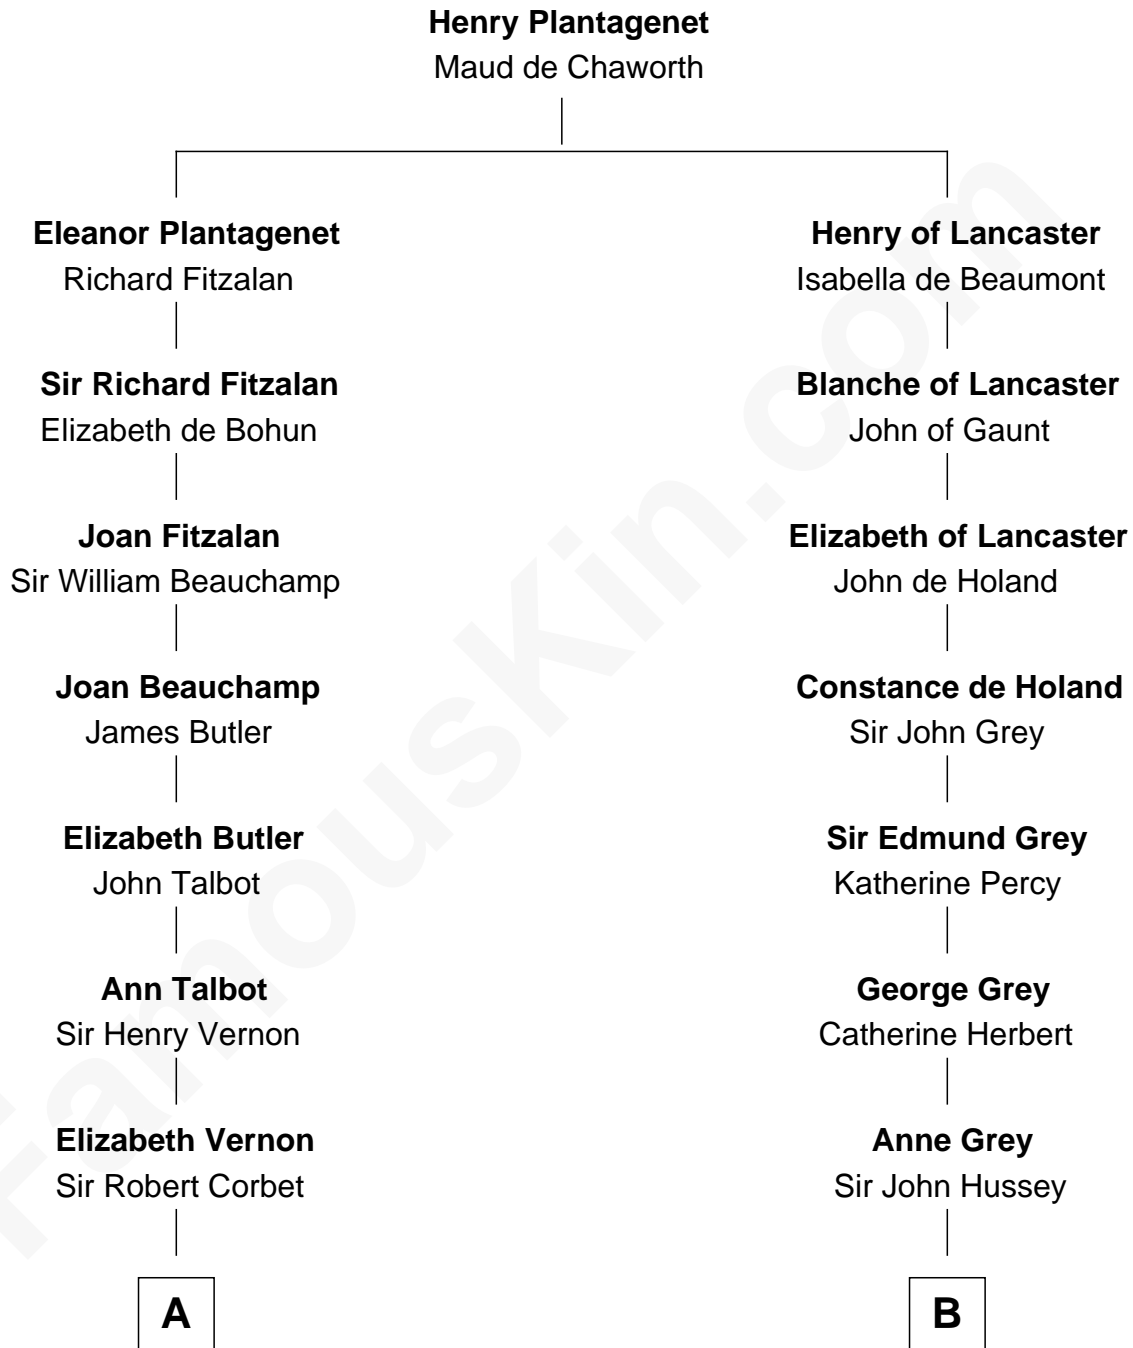 Henry Plantagenet
Maud de Chaworth
Eleanor Plantagenet
Richard Fitzalan
Henry of Lancaster
Isabella de Beaumont
Sir Richard Fitzalan
Elizabeth de Bohun
Blanche of Lancaster
John of Gaunt
Joan Fitzalan
Sir William Beauchamp
Elizabeth of Lancaster
John de Holand
Joan Beauchamp
James Butler
Constance de Holand
Sir John Grey
Elizabeth Butler
John Talbot
Sir Edmund Grey
Katherine Percy
Ann Talbot
Sir Henry Vernon
George Grey
Catherine Herbert
Elizabeth Vernon
Sir Robert Corbet
Anne Grey
Sir John Hussey
A
B
FamousKin.com